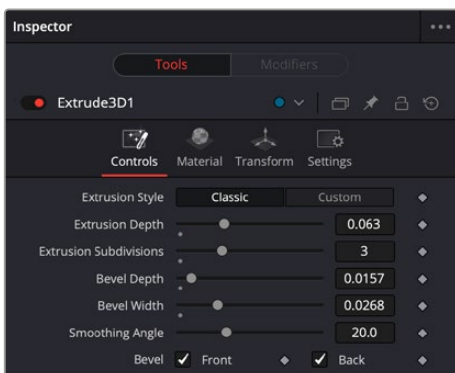 Inspector
Tools Modifiers
Extrude3D1
Controls Material Transform Settings
Extrusion Style Classic Custom
Extrusion Depth 0.063
Extrusion Subdivisions 3
Bevel Depth 0.0157
Bevel Width 0.0268
Smoothing Angle 20.0
Bevel Front Back